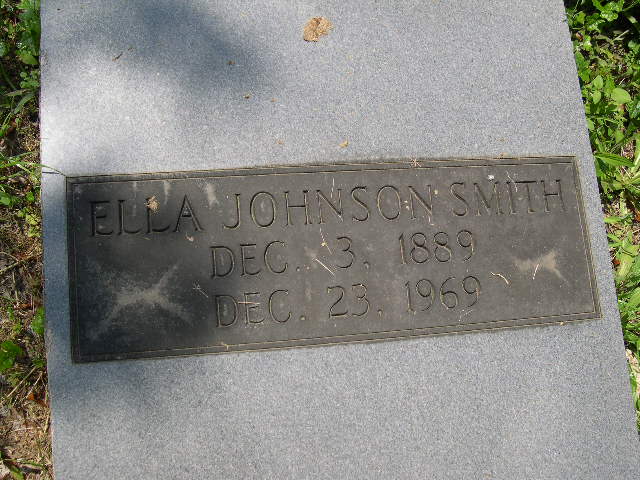 ELLA JOHNSON SMITH
DEC. 3, 1889
DEC. 23, 1969